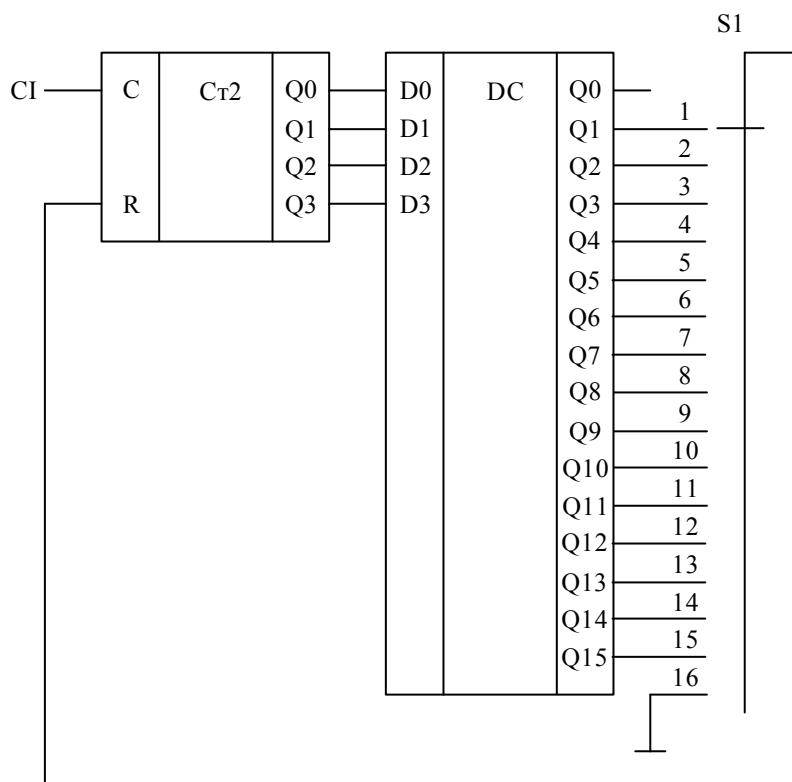 S1
CI C Ст2 Q0 D0 DC Q0
Q1 D1 Q1 1
Q2 D2 Q2 2
R Q3 D3 Q3 3
Q4 4
Q5 5
Q6 6
Q7 7
Q8 8
Q9 9
Q10 10
Q11 11
Q12 12
Q13 13
Q14 14
Q15 15
16